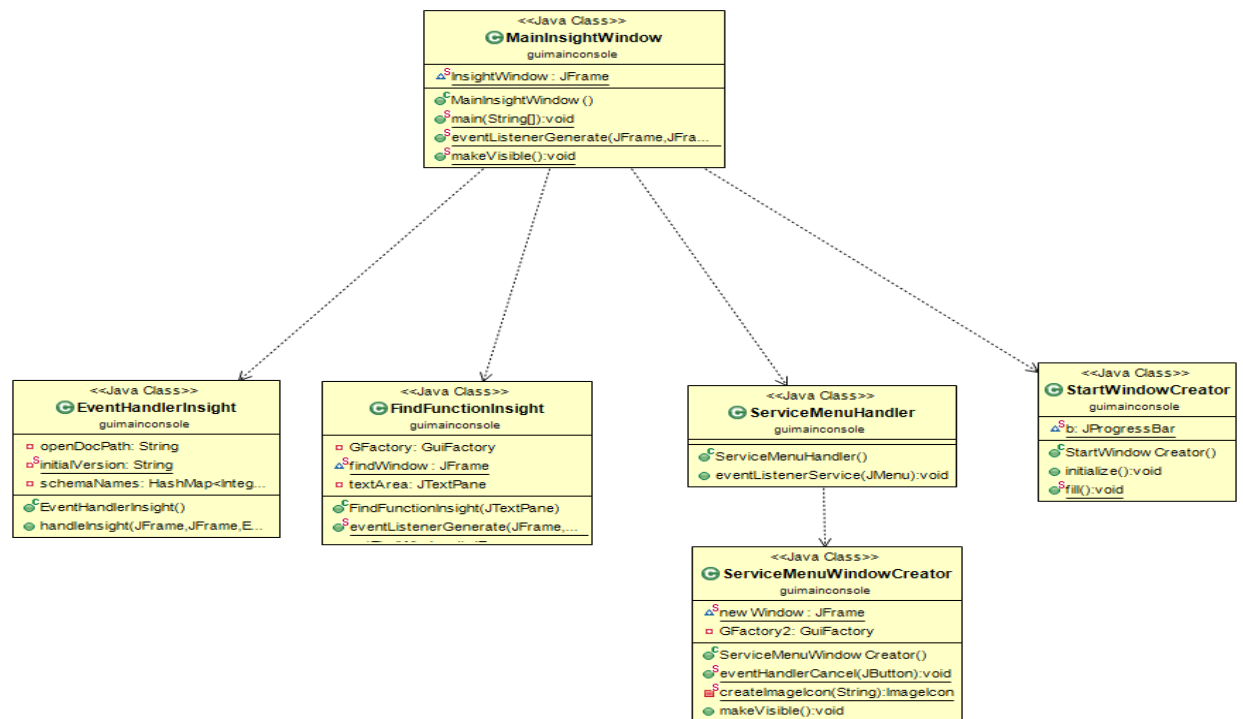 <<Java Class>>
MainInsightWindow
guimainconsole
InsightWindow : JFrame
MainInsightWindow ()
main(String[]):void
eventListenerGenerate(JFrame,JFra...
makeVisible():void
<<Java Class>>
EventHandlerInsight
guimainconsole
openDocPath: String
initialVersion: String
schemaNames: HashMap<Integ...
EventHandlerInsight()
handleInsight(JFrame,JFrame,E...
<<Java Class>>
FindFunctionInsight
guimainconsole
GFactory: GuiFactory
findWindow : JFrame
textArea: JTextPane
FindFunctionInsight(JTextPane)
eventListenerGenerate(JFrame,...
<<Java Class>>
ServiceMenuHandler
guimainconsole
ServiceMenuHandler()
eventListenerService(JMenu):void
<<Java Class>>
StartWindowCreator
guimainconsole
b: JProgressBar
StartWindow Creator()
initialize():void
fill():void
<<Java Class>>
ServiceMenuWindowCreator
guimainconsole
new Window : JFrame
GFactory2: GuiFactory
ServiceMenuWindow Creator()
eventHandlerCancel(JButton):void
createImageIcon(String):ImageIcon
makeVisible():void